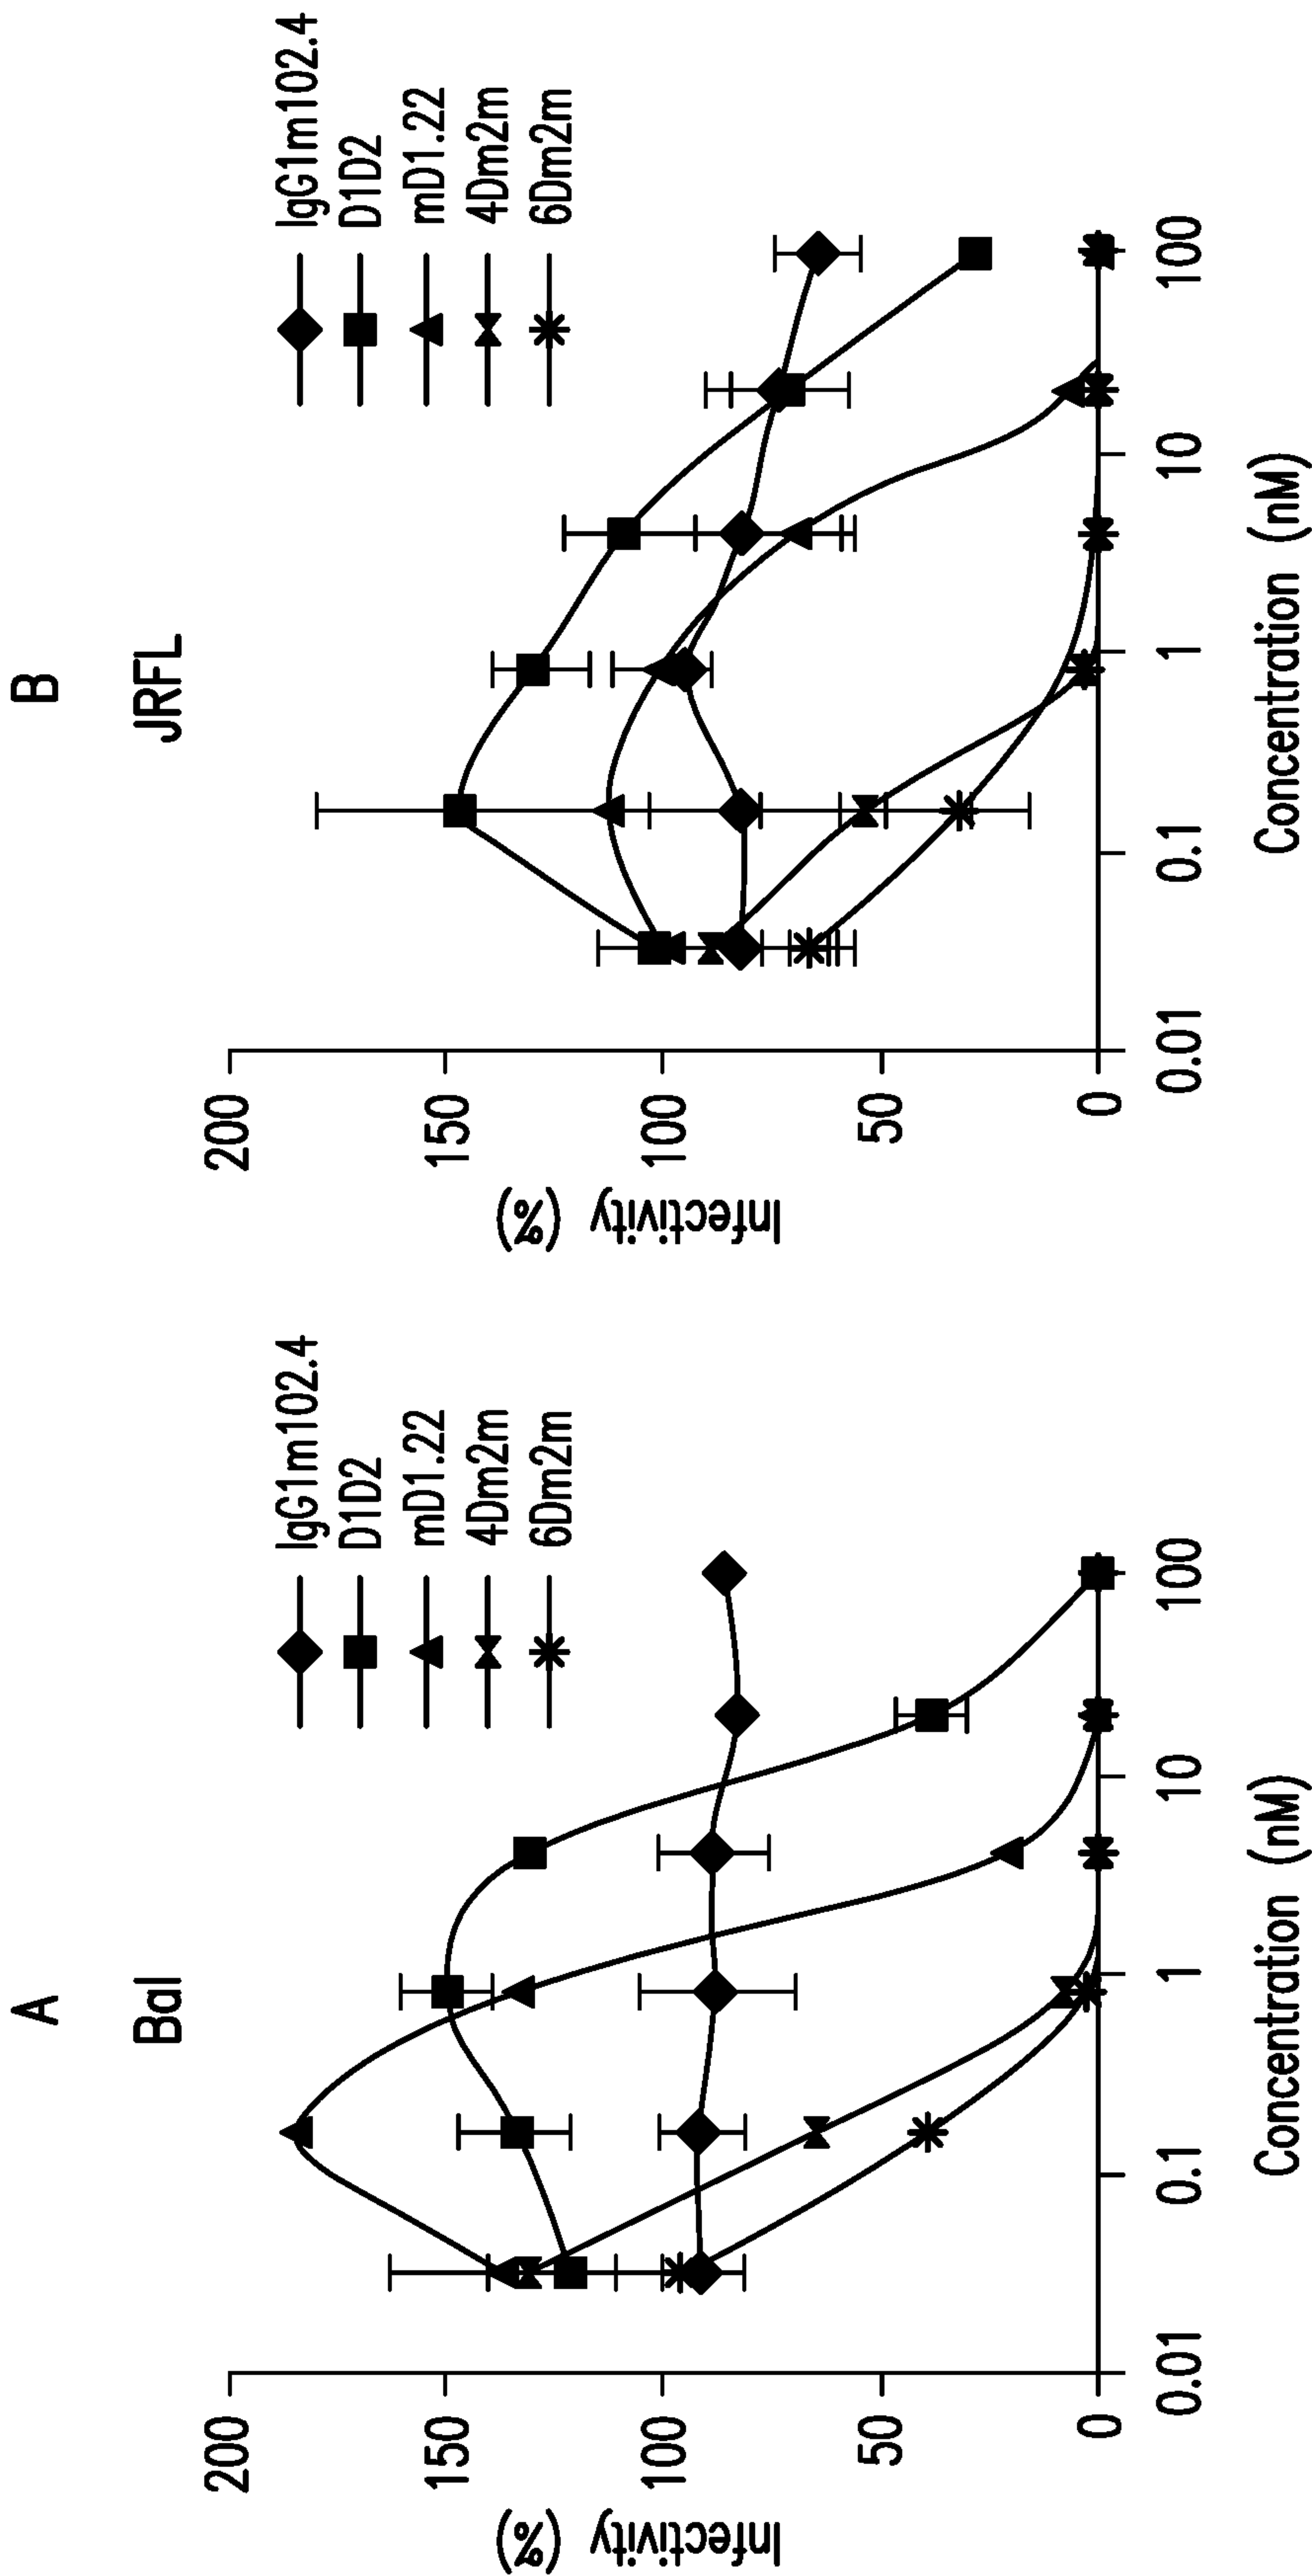 A
Bal
IgG1m102.4
D1D2
mD1.22
4Dm2m
6Dm2m
Infectivity (%)
200
150
100
50
0
0.01
0.1
1
10
100
Concentration (nM)
B
JRFL
IgG1m102.4
D1D2
mD1.22
4Dm2m
6Dm2m
Infectivity (%)
200
150
100
50
0
0.01
0.1
1
10
100
Concentration (nM)